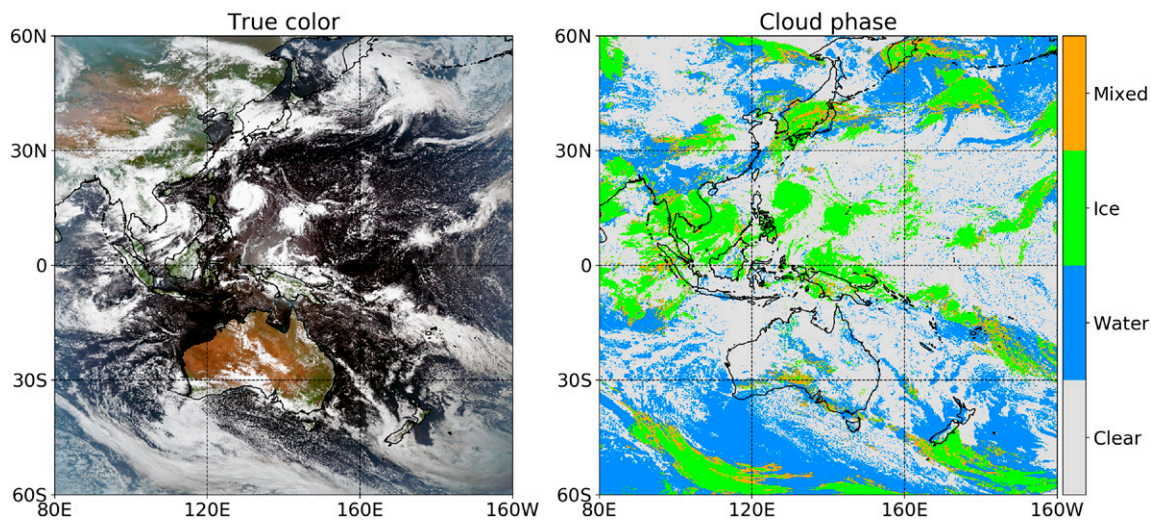 True color
Cloud phase
60N
30N
0
30S
60S
80E
120E
160E
160W
60N
30N
0
30S
60S
80E
120E
160E
160W
Mixed
Ice
Water
Clear